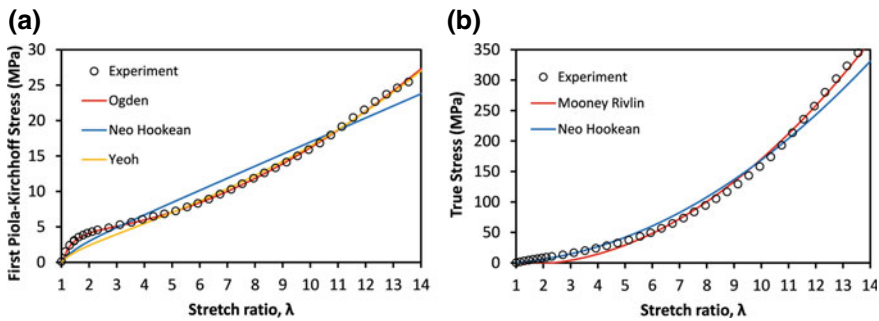 (a)
First Piola-Kirchhoff Stress (MPa)
30
25
20
15
10
5
0
Experiment
Ogden
Neo Hookean
Yeoh
1 2 3 4 5 6 7 8 9 10 11 12 13 14
Stretch ratio, λ
(b)
True Stress (MPa)
350
300
250
200
150
100
50
0
Experiment
Mooney Rivlin
Neo Hookean
1 2 3 4 5 6 7 8 9 10 11 12 13 14
Stretch ratio, λ